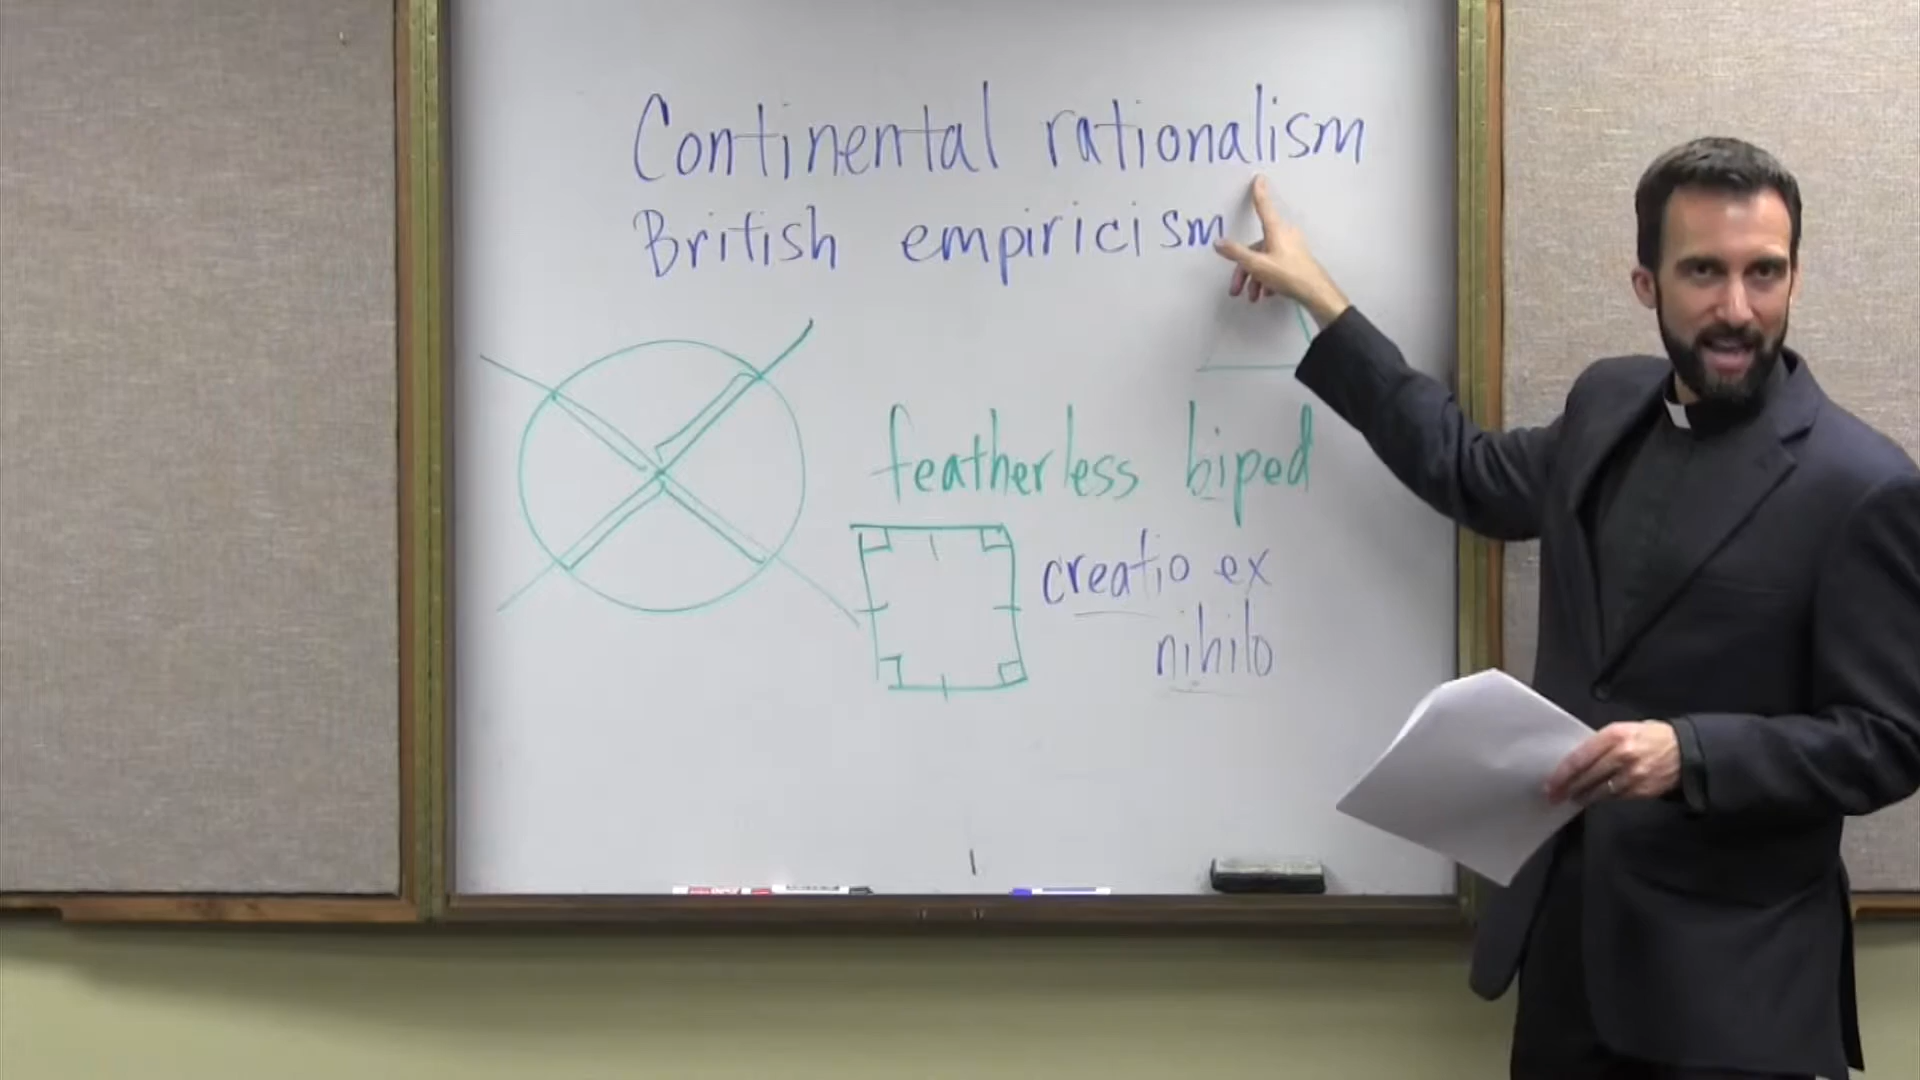 Continental rationalism
British empiricism
featherless biped
creatio ex
nihilo